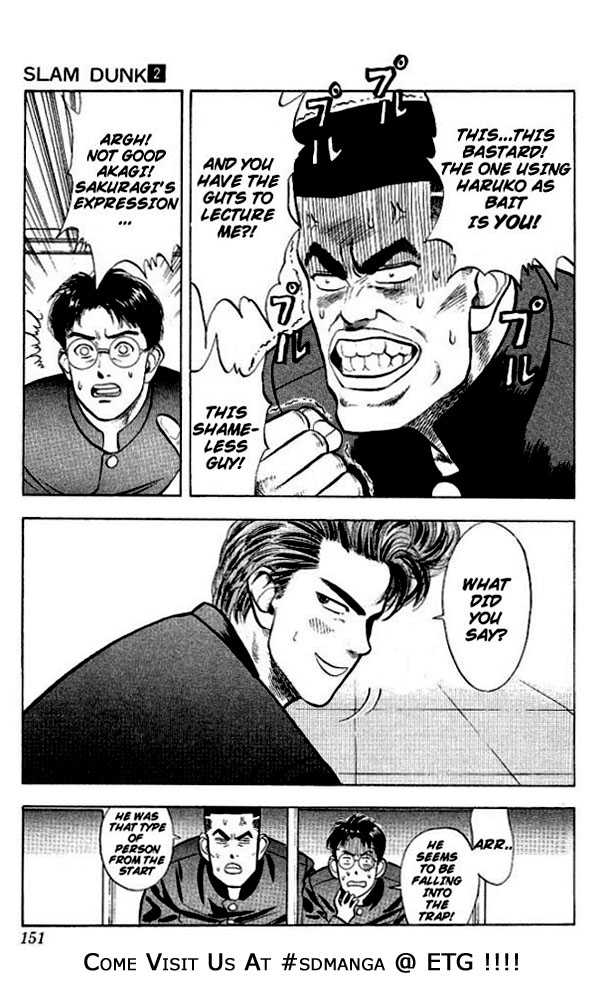 SLAM DUNK 2
THIS...THIS
BASTARD!
THE ONE USING
HARUKO AS
BAIT
IS YOU!
AND YOU
HAVE THE
GUTS TO
LECTURE
ME?!
THIS
SHAME-
LESS
GUY!
プル
プル
プル
プル
ARGH!
NOT GOOD
AKAGI!
SAKURAGI'S
EXPRESSION
...
WHAT
DID
YOU
SAY?
ARR..
HE
SEEMS
TO BE
FALLING
INTO
THE
TRAP!
HE WAS
THAT TYPE
OF
PERSON
FROM THE
START
151
COME VISIT US AT #SDMANGA @ ETG !!!!